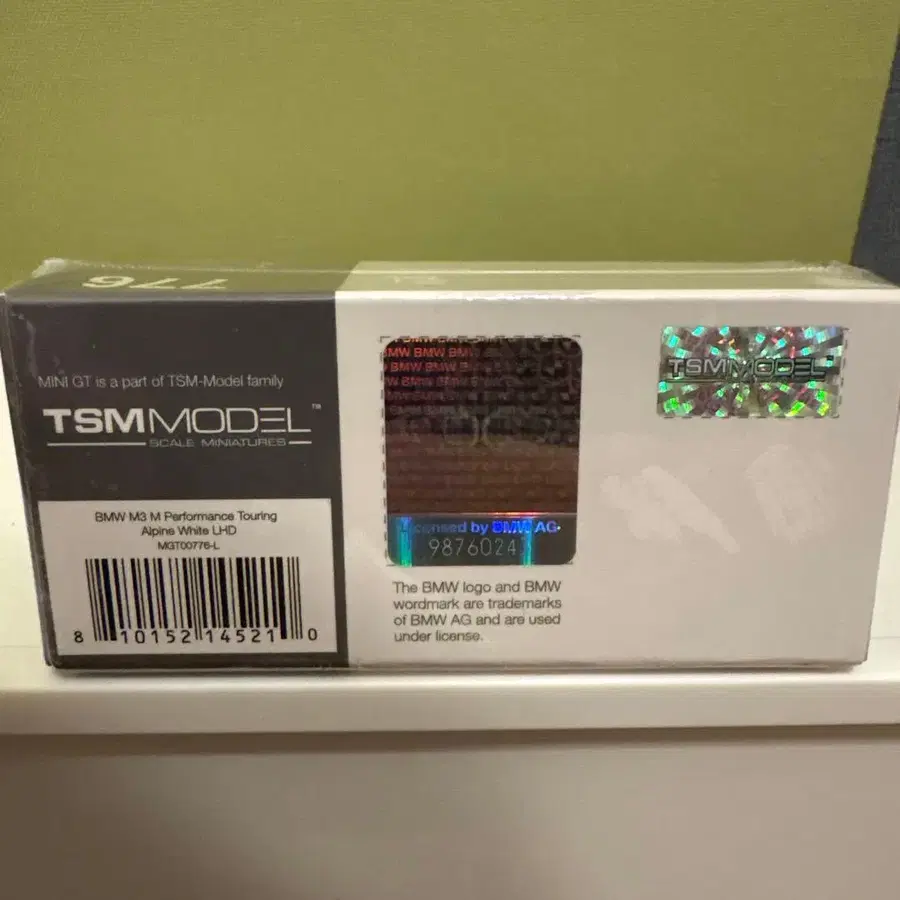 776
MINI GT is a part of TSM-Model family
TSMMODEL™
SCALE MINIATURES
BMW M3 M Performance Touring
Alpine White LHD
MGT00776-L
8 10152 14521 0
BMW BMW BMW
BMW BMW BMW
BMW BMW BMW
Licensed by BMW AG
9876024
The BMW logo and BMW
wordmark are trademarks
of BMW AG and are used
under license.
TSMMODEL